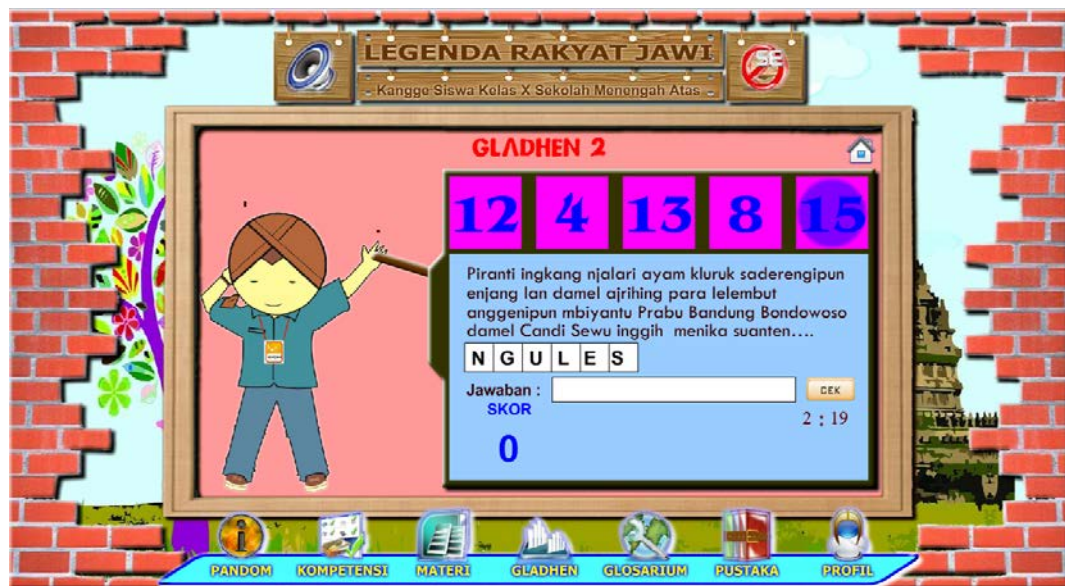 LEGENDA RAKYAT JAWI
Kangge Siswa Kelas X Sekolah Menengah Atas
GLADHEN 2
12 4 13 8 15
Piranti ingkang njalari ayam kluruk saderengipun
enjang lan damel ajrihing para lelembut
anggenipun mbiyantu Prabu Bandung Bondowoso
damel Candi Sewu inggih menika suanten....
N G U L E S
Jawaban :
CEK
SKOR
2 : 19
0
PANDOM KOMPETENSI MATERI GLADHEN GLOSARIUM PUSTAKA PROFIL